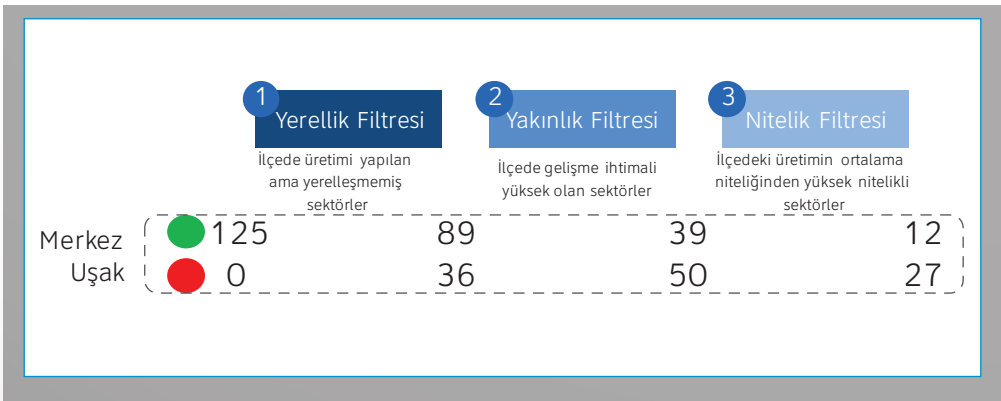 1
Yerellik Filtresi
İlçede üretimi yapılan
ama yerelleşmemiş
sektörler
2
Yakınlık Filtresi
İlçede gelişme ihtimali
yüksek olan sektörler
3
Nitelik Filtresi
İlçedeki üretimin ortalama
niteliğinden yüksek nitelikli
sektörler
Merkez 125 89 39 12
Uşak 0 36 50 27